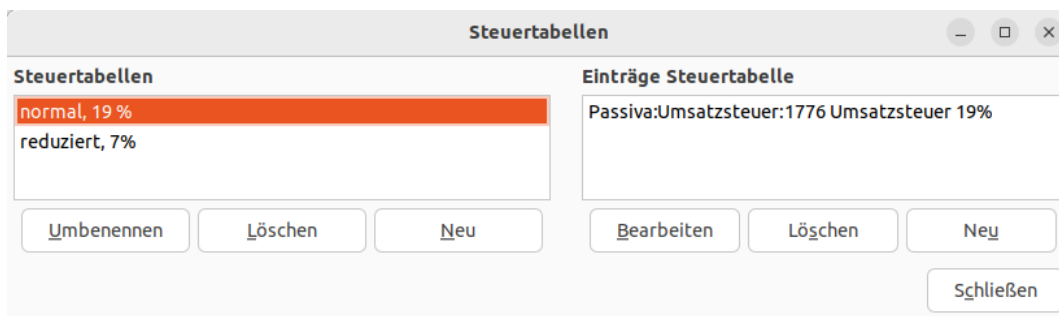 Steuertabellen
Steuertabellen
normal, 19 %
reduziert, 7%
Umbenennen Löschen Neu
Einträge Steuertabelle
Passiva:Umsatzsteuer:1776 Umsatzsteuer 19%
Bearbeiten Löschen Neu
Schließen